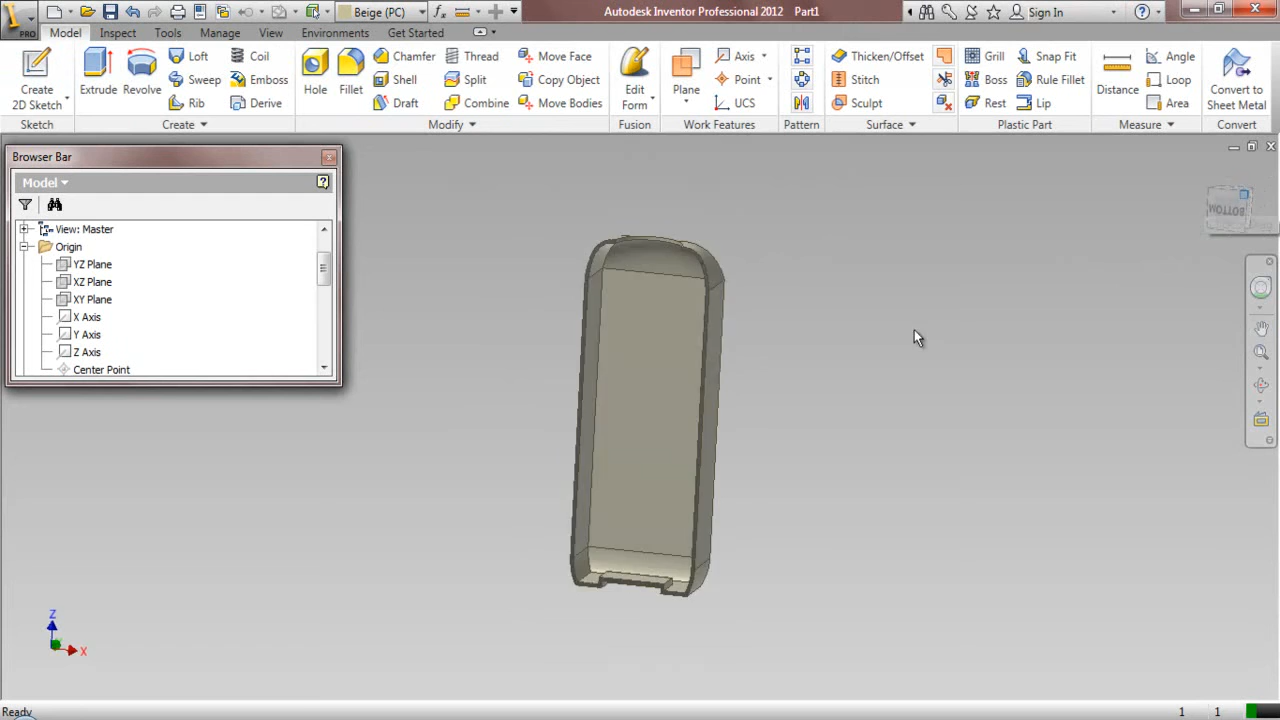 PRO
Beige (PC)
Autodesk Inventor Professional 2012 Part1
Sign In
Model Inspect Tools Manage View Environments Get Started
Create 2D Sketch
Sketch
Extrude Revolve Loft Sweep Rib Coil Emboss Derive
Create
Hole Fillet Chamfer Shell Draft Thread Split Combine Move Face Copy Object Move Bodies
Modify
Edit Form
Fusion
Plane Axis Point UCS
Work Features
Pattern
Thicken/Offset Stitch Sculpt
Surface
Grill Boss Rest Snap Fit Rule Fillet Lip
Plastic Part
Distance Angle Loop Area
Measure
Convert to Sheet Metal
Convert
Browser Bar
Model
View: Master
Origin
YZ Plane
XZ Plane
XY Plane
X Axis
Y Axis
Z Axis
Center Point
BOTTOM
Z
X
Ready
1 1